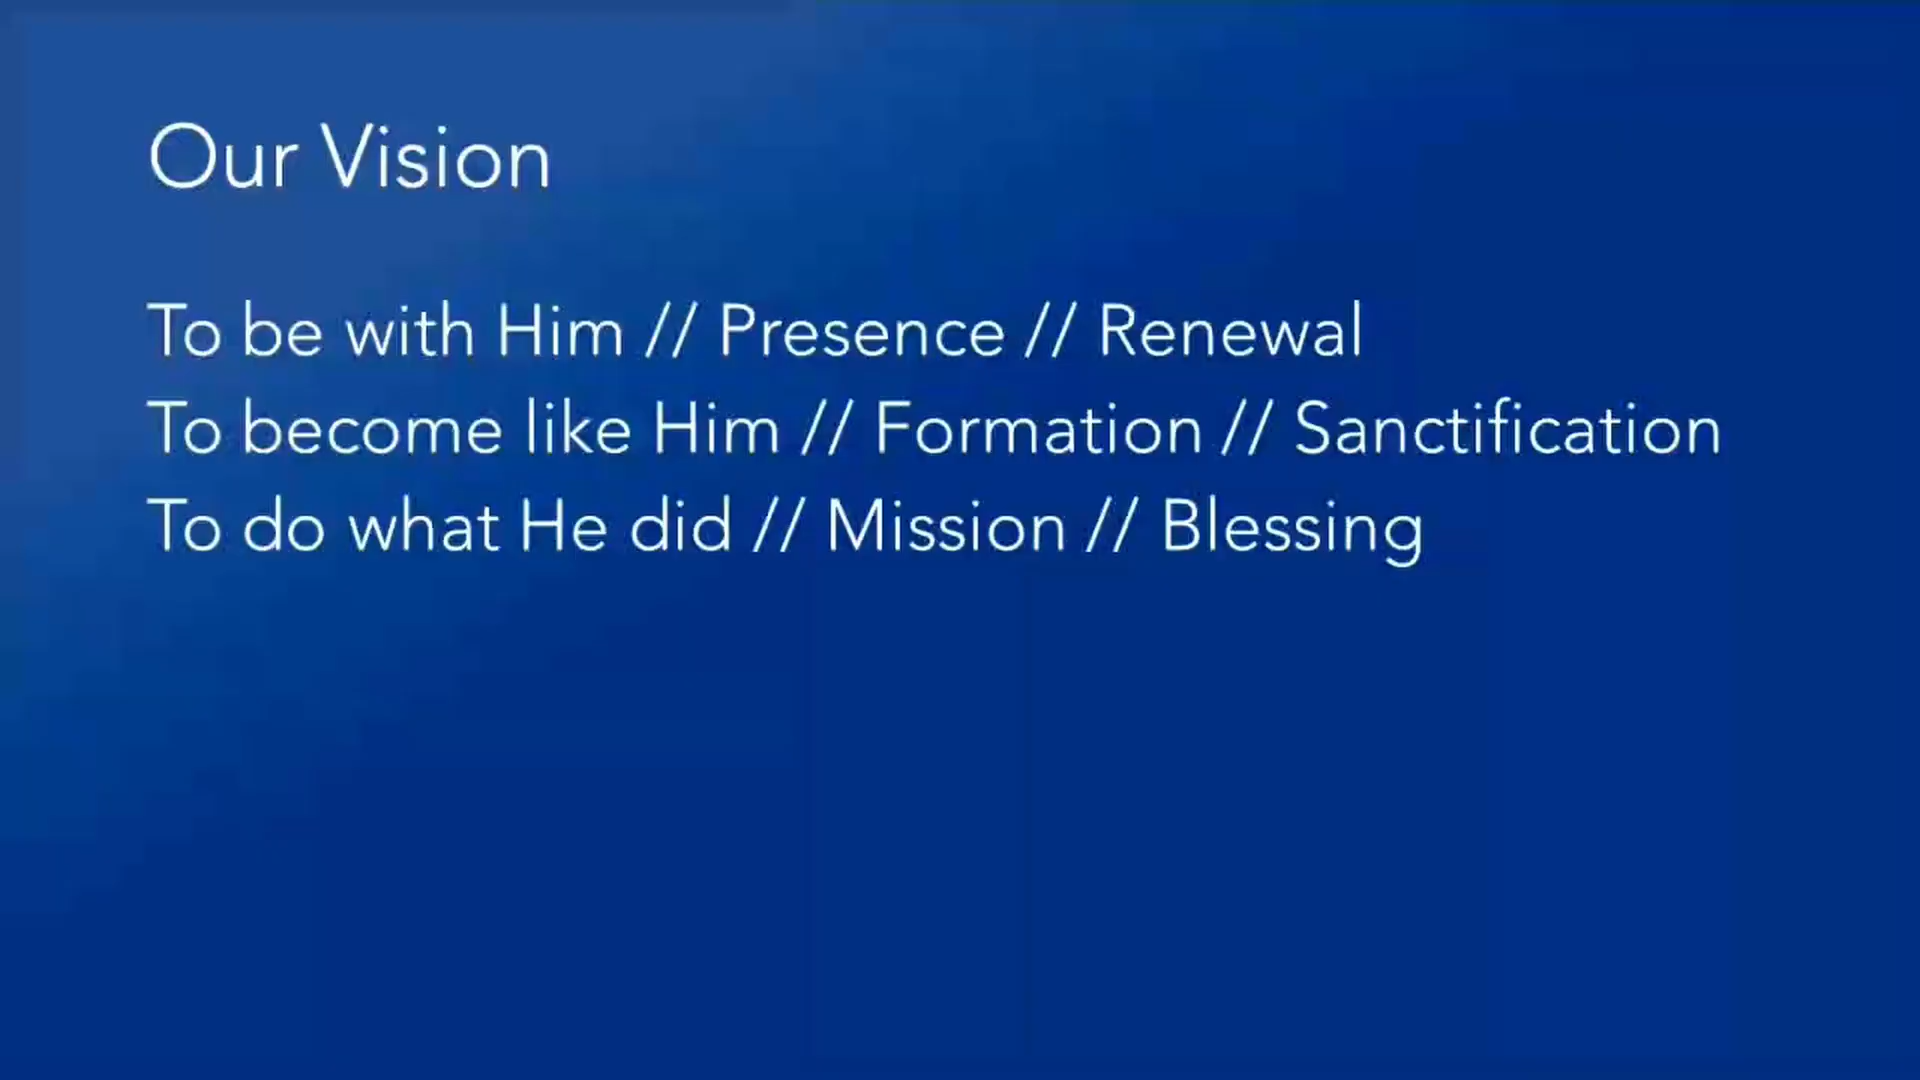 Our Vision
To be with Him // Presence // Renewal
To become like Him // Formation // Sanctification
To do what He did // Mission // Blessing